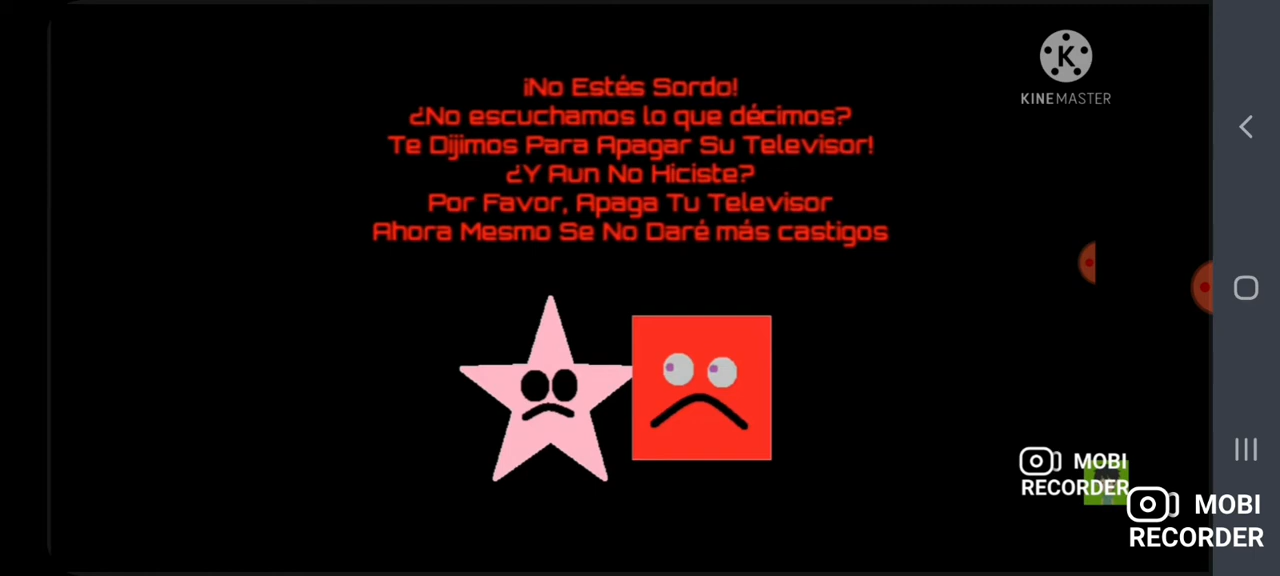 ¡No Estés Sordo!
¿No escuchamos lo que décimos?
Te Dijimos Para Apagar Su Televisor!
¿Y Aun No Hiciste?
Por Favor, Apaga Tu Televisor
Ahora Mesmo Se No Daré más castigos
K
KINEMASTER
MOBI
RECORDER
MOBI
RECORDER